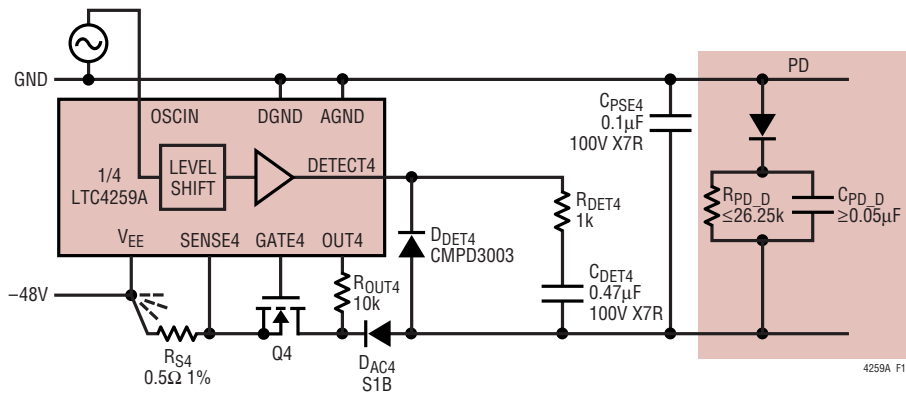 GND
PD
OSCIN
DGND
AGND
CPSE4
0.1µF
100V X7R
1/4
LTC4259A
LEVEL
SHIFT
DETECT4
RPD_D
≤26.25k
CPD_D
≥0.05µF
RDET4
1k
DDET4
CMPD3003
VEE
SENSE4
GATE4
OUT4
ROUT4
10k
CDET4
0.47µF
100V X7R
–48V
RS4
0.5Ω 1%
Q4
DAC4
S1B
4259A F1